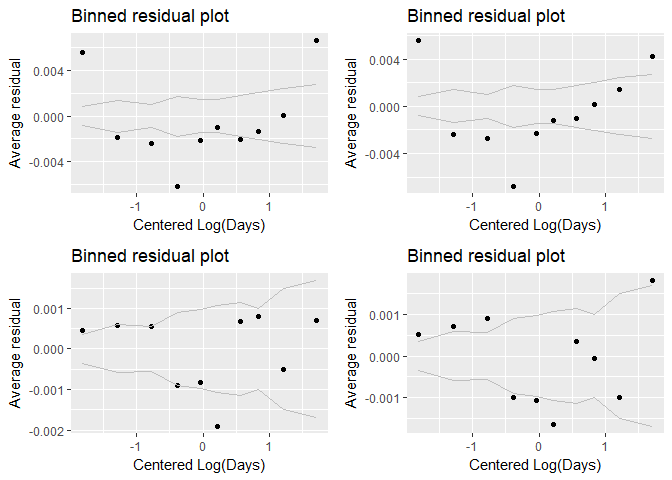 Binned residual plot
Average residual
0.004
0.000
-0.004
-1
0
1
Centered Log(Days)
Binned residual plot
Average residual
0.004
0.000
-0.004
-1
0
1
Centered Log(Days)
Binned residual plot
Average residual
0.001
0.000
-0.001
-0.002
-1
0
1
Centered Log(Days)
Binned residual plot
Average residual
0.001
0.000
-0.001
-1
0
1
Centered Log(Days)